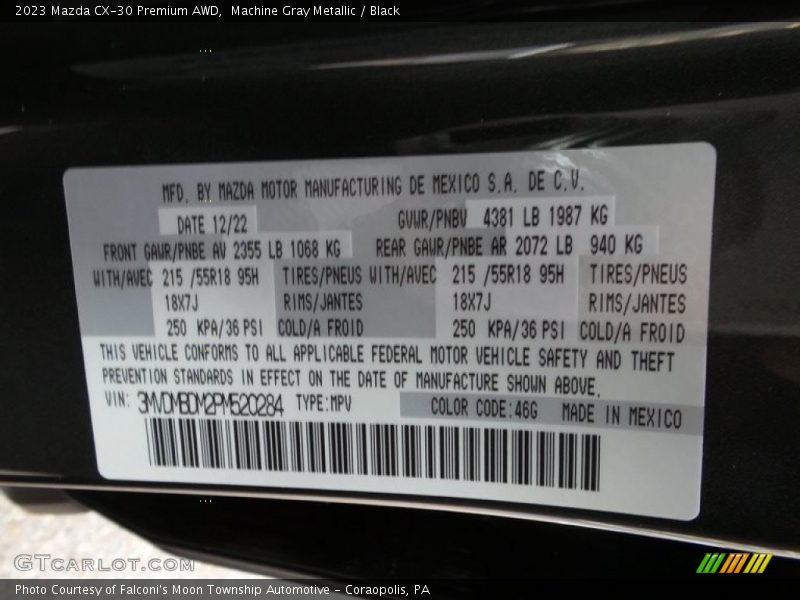 2023 Mazda CX-30 Premium AWD,  Machine Gray Metallic / Black
MFD. BY MAZDA MOTOR MANUFACTURING DE MEXICO S.A. DE C.V.
DATE 12/22 GVWR/PNBV 4381 LB 1987 KG
FRONT GAWR/PNBE AV 2355 LB 1068 KG REAR GAWR/PNBE AR 2072 LB 940 KG
WITH/AVEC 215 /55R18 95H TIRES/PNEUS WITH/AVEC 215 /55R18 95H TIRES/PNEUS
18X7J RIMS/JANTES 18X7J RIMS/JANTES
250 KPA/36 PSI COLD/A FROID 250 KPA/36 PSI COLD/A FROID
THIS VEHICLE CONFORMS TO ALL APPLICABLE FEDERAL MOTOR VEHICLE SAFETY AND THEFT
PREVENTION STANDARDS IN EFFECT ON THE DATE OF MANUFACTURE SHOWN ABOVE.
VIN: 3MVDMBDM2PM520284 TYPE:MPV COLOR CODE:46G MADE IN MEXICO
GTCarLot.com
Photo Courtesy of Falconi's Moon Township Automotive - Coraopolis, PA